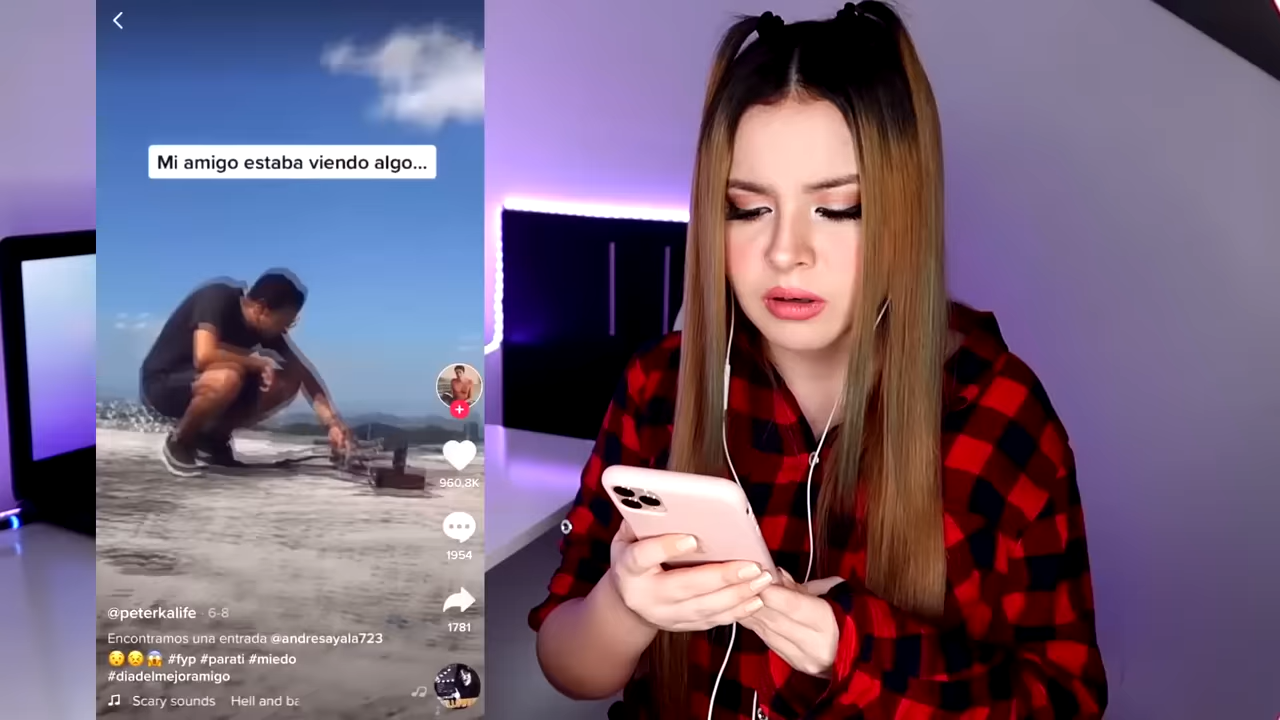 Mi amigo estaba viendo algo...
960,8K
1954
1781
@peterkalife · 6-8
Encontramos una entrada @andresayala723
😯😣😱 #fyp #parati #miedo
#diadelmejoramigo
Scary sounds Hell and ba